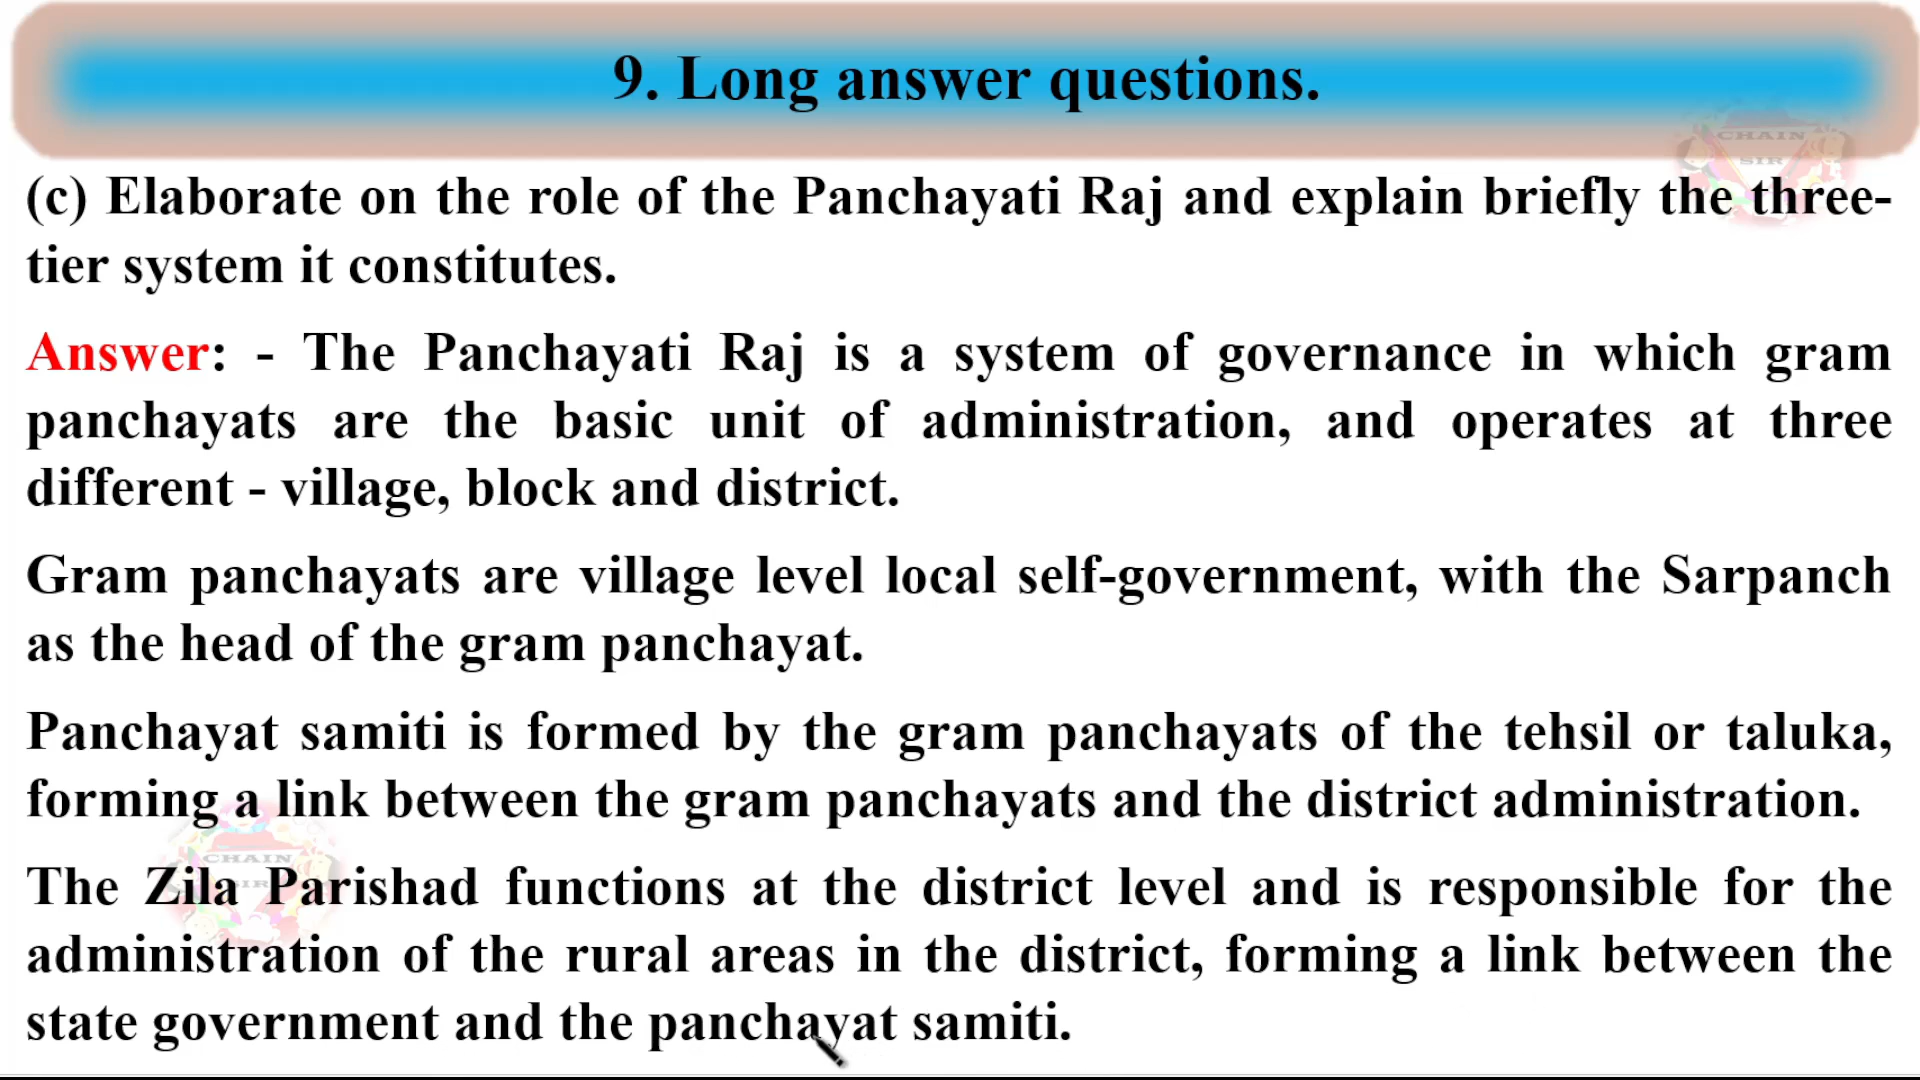 9. Long answer questions.
CHAIN
SIR
(c) Elaborate on the role of the Panchayati Raj and explain briefly the three-
tier system it constitutes.
Answer: - The Panchayati Raj is a system of governance in which gram
panchayats are the basic unit of administration, and operates at three
different - village, block and district.
Gram panchayats are village level local self-government, with the Sarpanch
as the head of the gram panchayat.
Panchayat samiti is formed by the gram panchayats of the tehsil or taluka,
forming a link between the gram panchayats and the district administration.
CHAIN
SIR
The Zila Parishad functions at the district level and is responsible for the
administration of the rural areas in the district, forming a link between the
state government and the panchayat samiti.